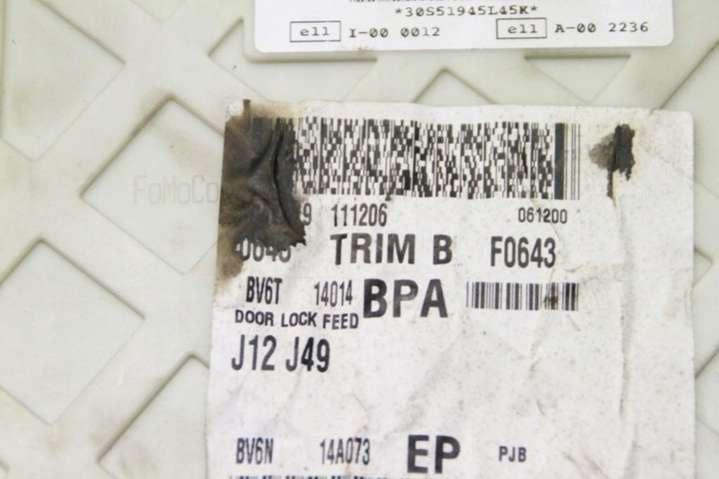 *30S51945L45K*
e11 I-00 0012 e11 A-00 2236
FoMoCo
111206 061200
TRIM B F0643
BV6T 14014 BPA
DOOR LOCK FEED
J12 J49
BV6N 14A073 EP PJB